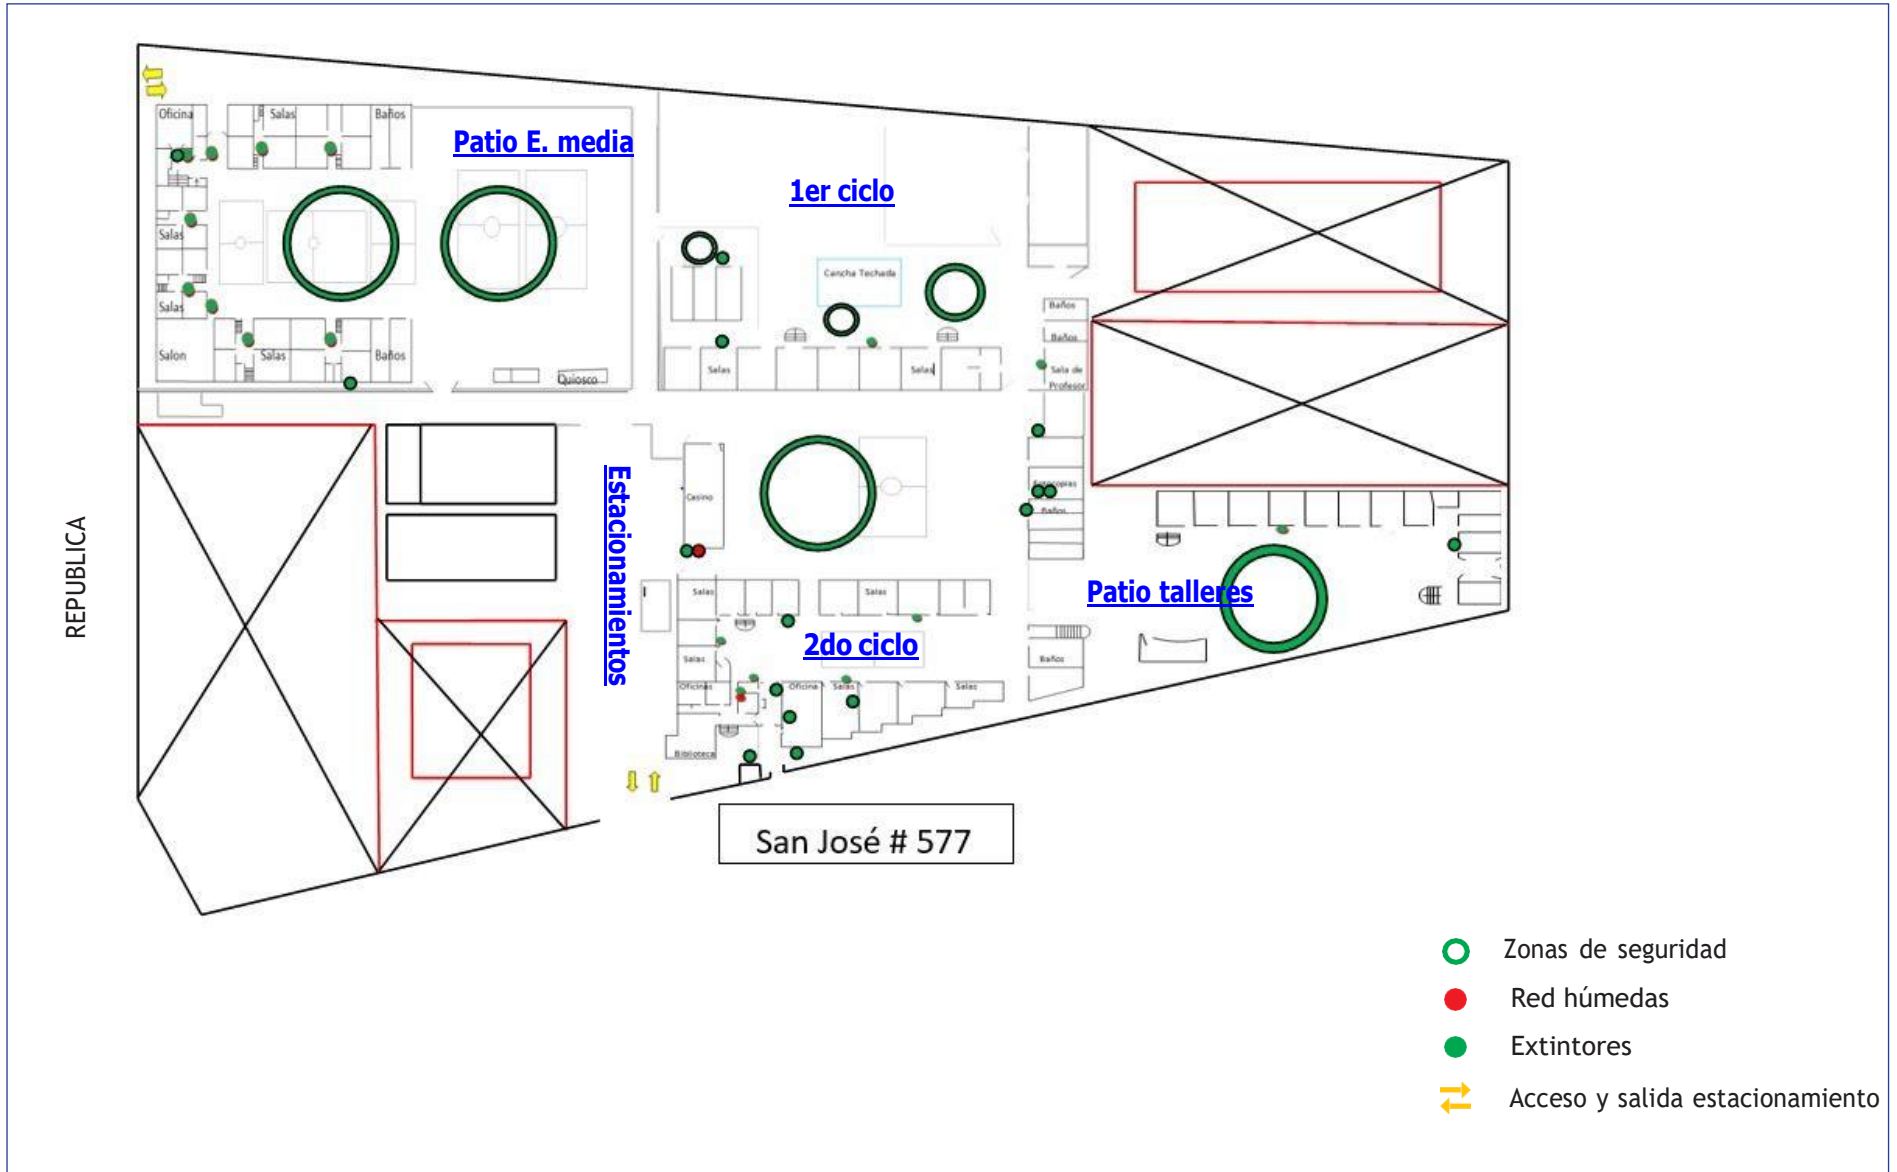 Oficina
Salas
Baños
Patio E. media
1er ciclo
Salas
Cancha Techada
Salas
Baños
Baños
Salon
Salas
Baños
Quiosco
Salas
Salas
Sala de
Profesor
Casino
Fotocopias
Baños
REPUBLICA
Estacionamientos
Salas
Salas
Patio talleres
2do ciclo
Salas
Baños
Oficinas
Oficina
Salas
Salas
Biblioteca
San José # 577
Zonas de seguridad
Red húmedas
Extintores
Acceso y salida estacionamiento